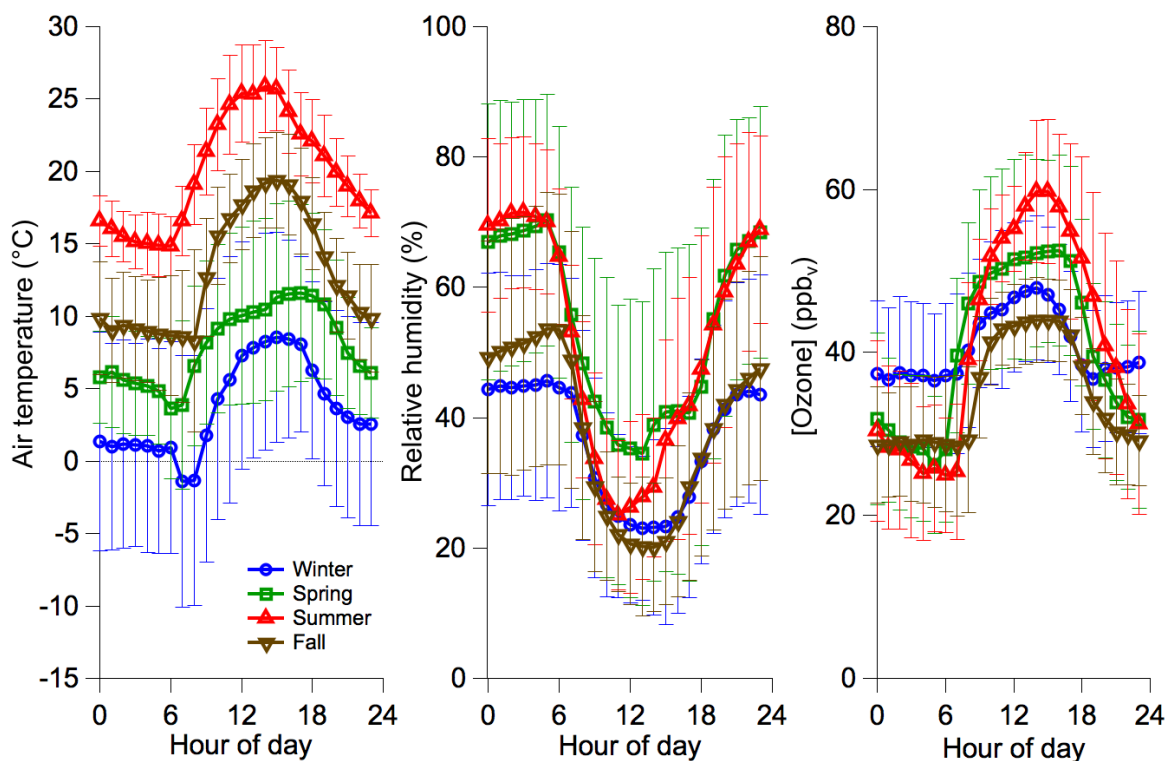 Air temperature (°C)
30
25
20
15
10
5
0
-5
-10
-15
0 6 12 18 24
Hour of day
Winter
Spring
Summer
Fall
Relative humidity (%)
100
80
60
40
20
0
0 6 12 18 24
Hour of day
[Ozone] (ppbv)
80
60
40
20
0
0 6 12 18 24
Hour of day